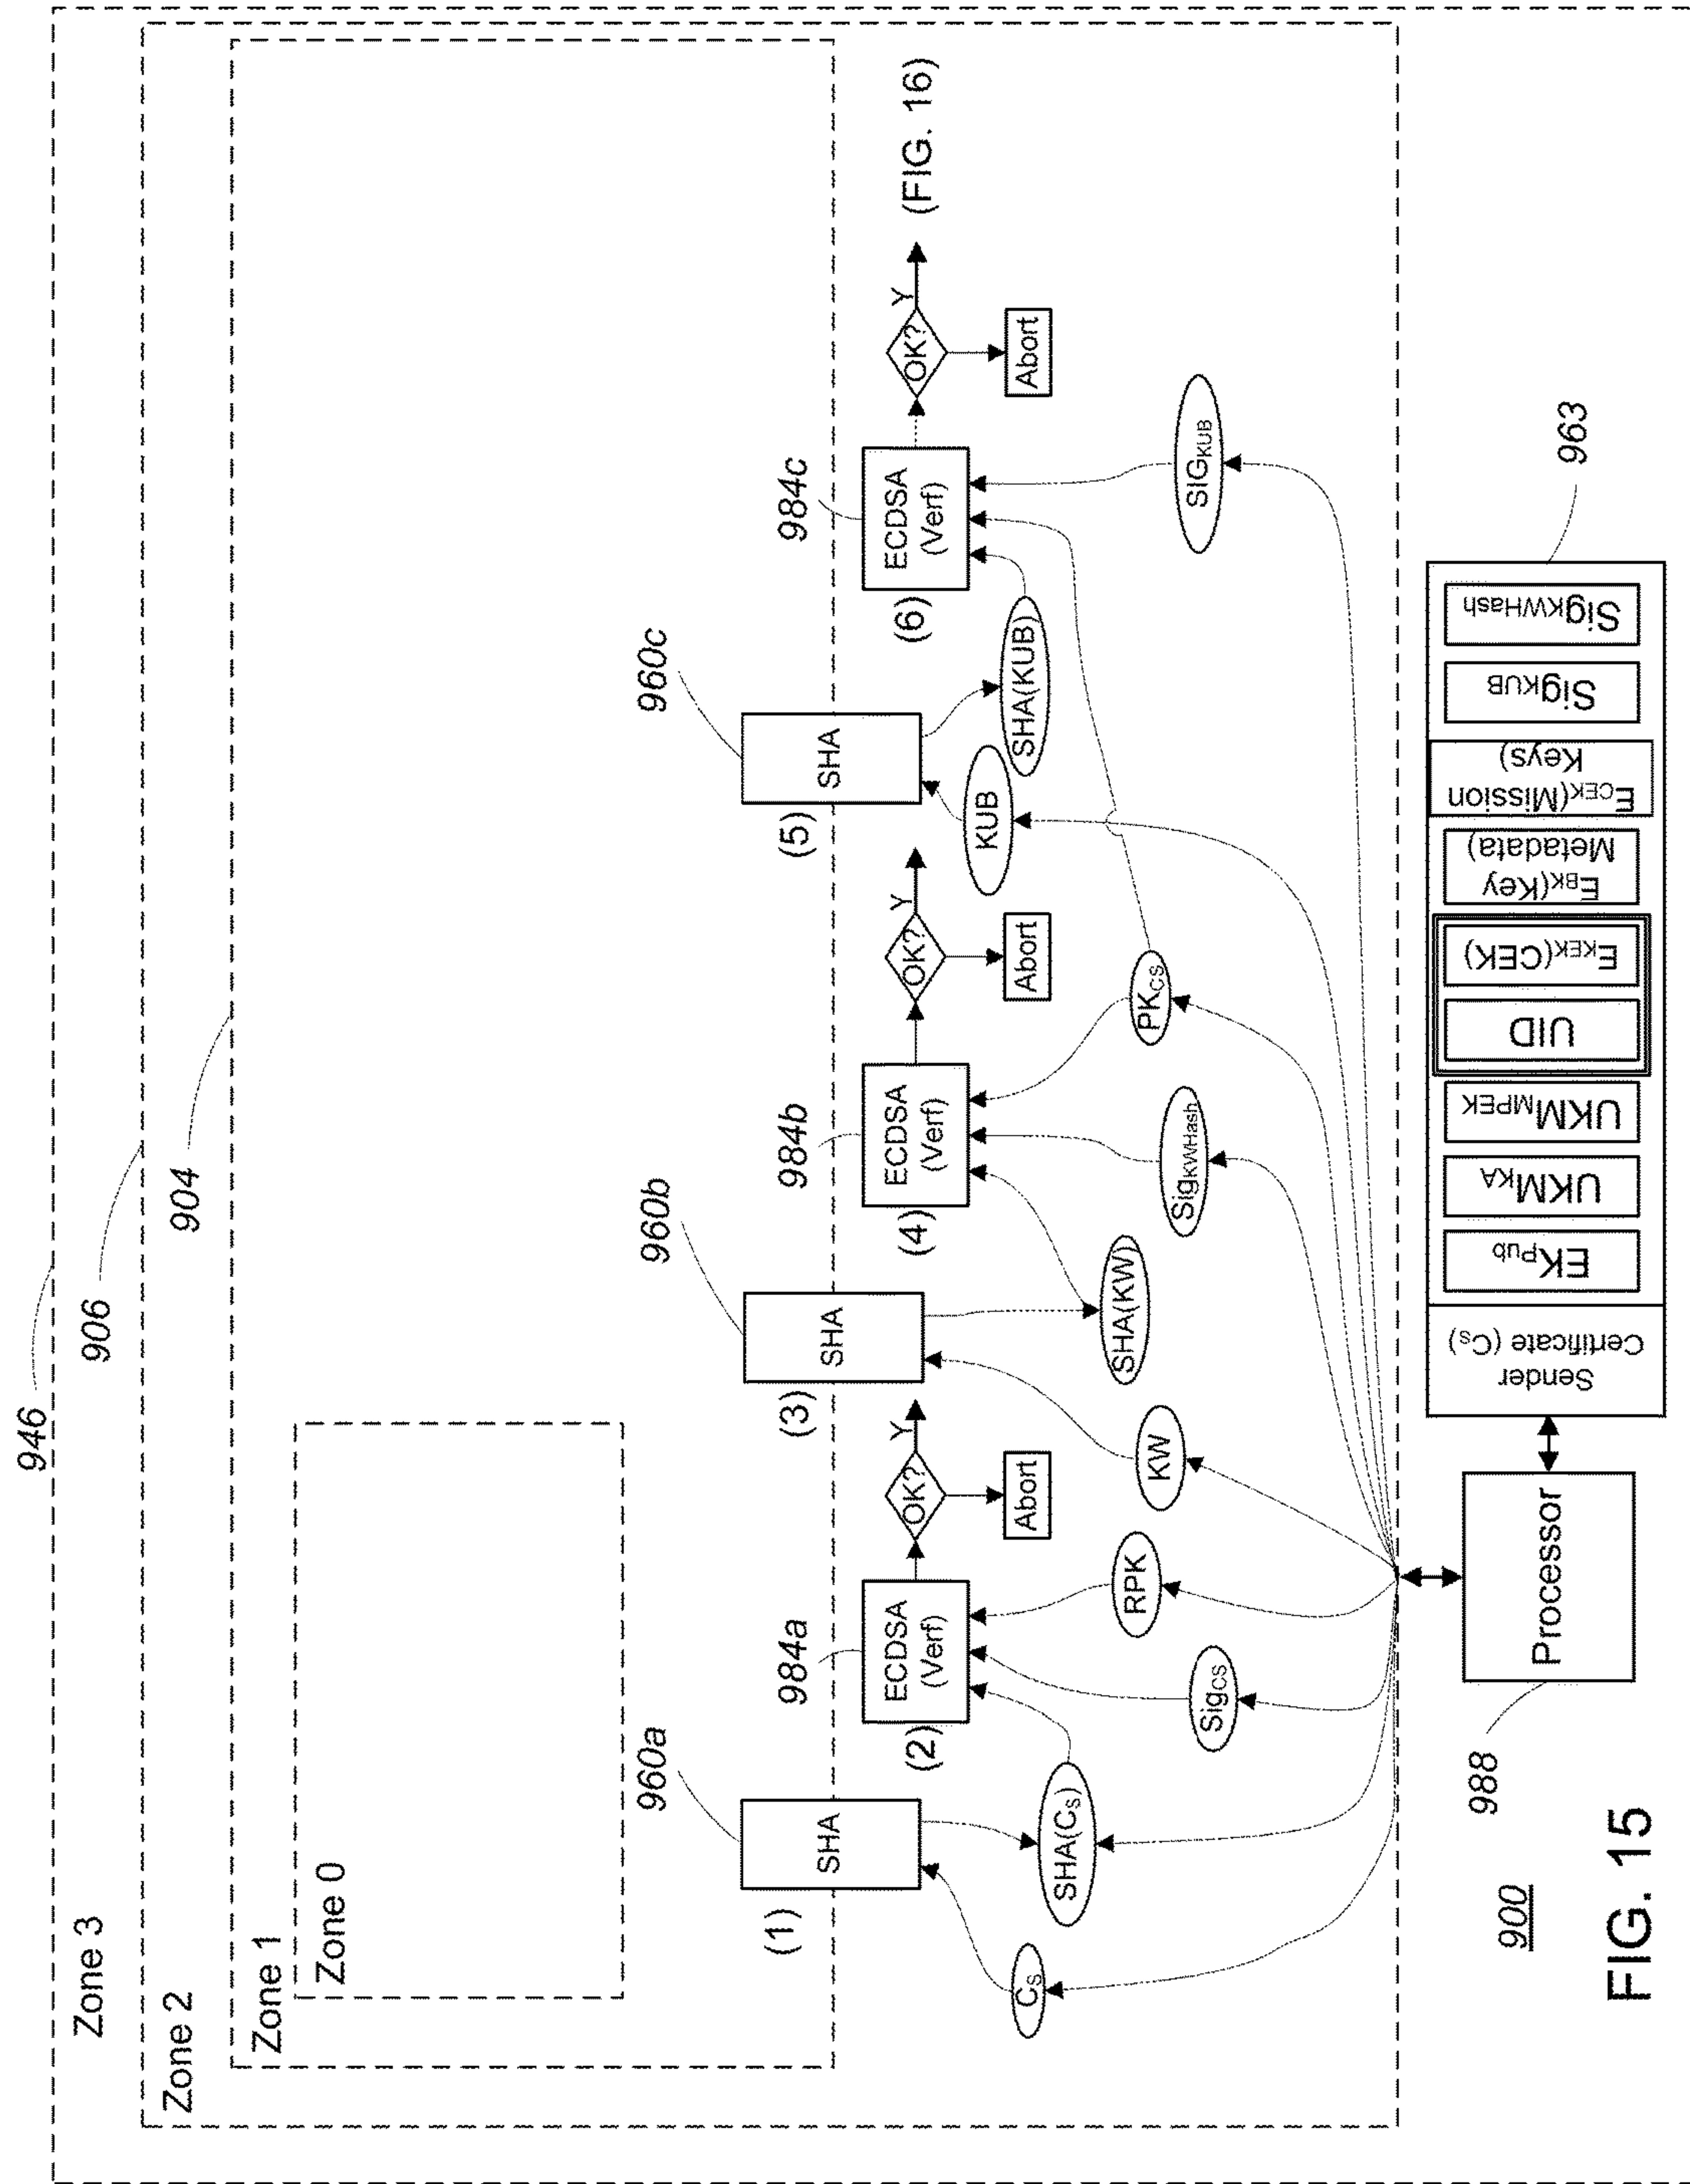 946
906
904
Zone 3
Zone 2
Zone 1
Zone 0
960a
960b
960c
(1)
SHA
(3)
SHA
(5)
SHA
984a
984b
984c
(2)
ECDSA
(Verf)
OK?
Y
Abort
(4)
ECDSA
(Verf)
OK?
Y
Abort
(6)
ECDSA
(Verf)
OK?
Y
Abort
(FIG. 16)
CS
SHA(CS)
SigCS
RPK
KW
SHA(KW)
SigKWHash
PKCS
KUB
SHA(KUB)
SIGKUB
988
Processor
963
Sender
Certificate (CS)
EKPub
UKMKA
UKMMPEK
UID
EKEK(CEK)
EBK(Key
Metadata)
ECEK(Mission
Keys)
SigKUB
SigKWHash
900
FIG. 15